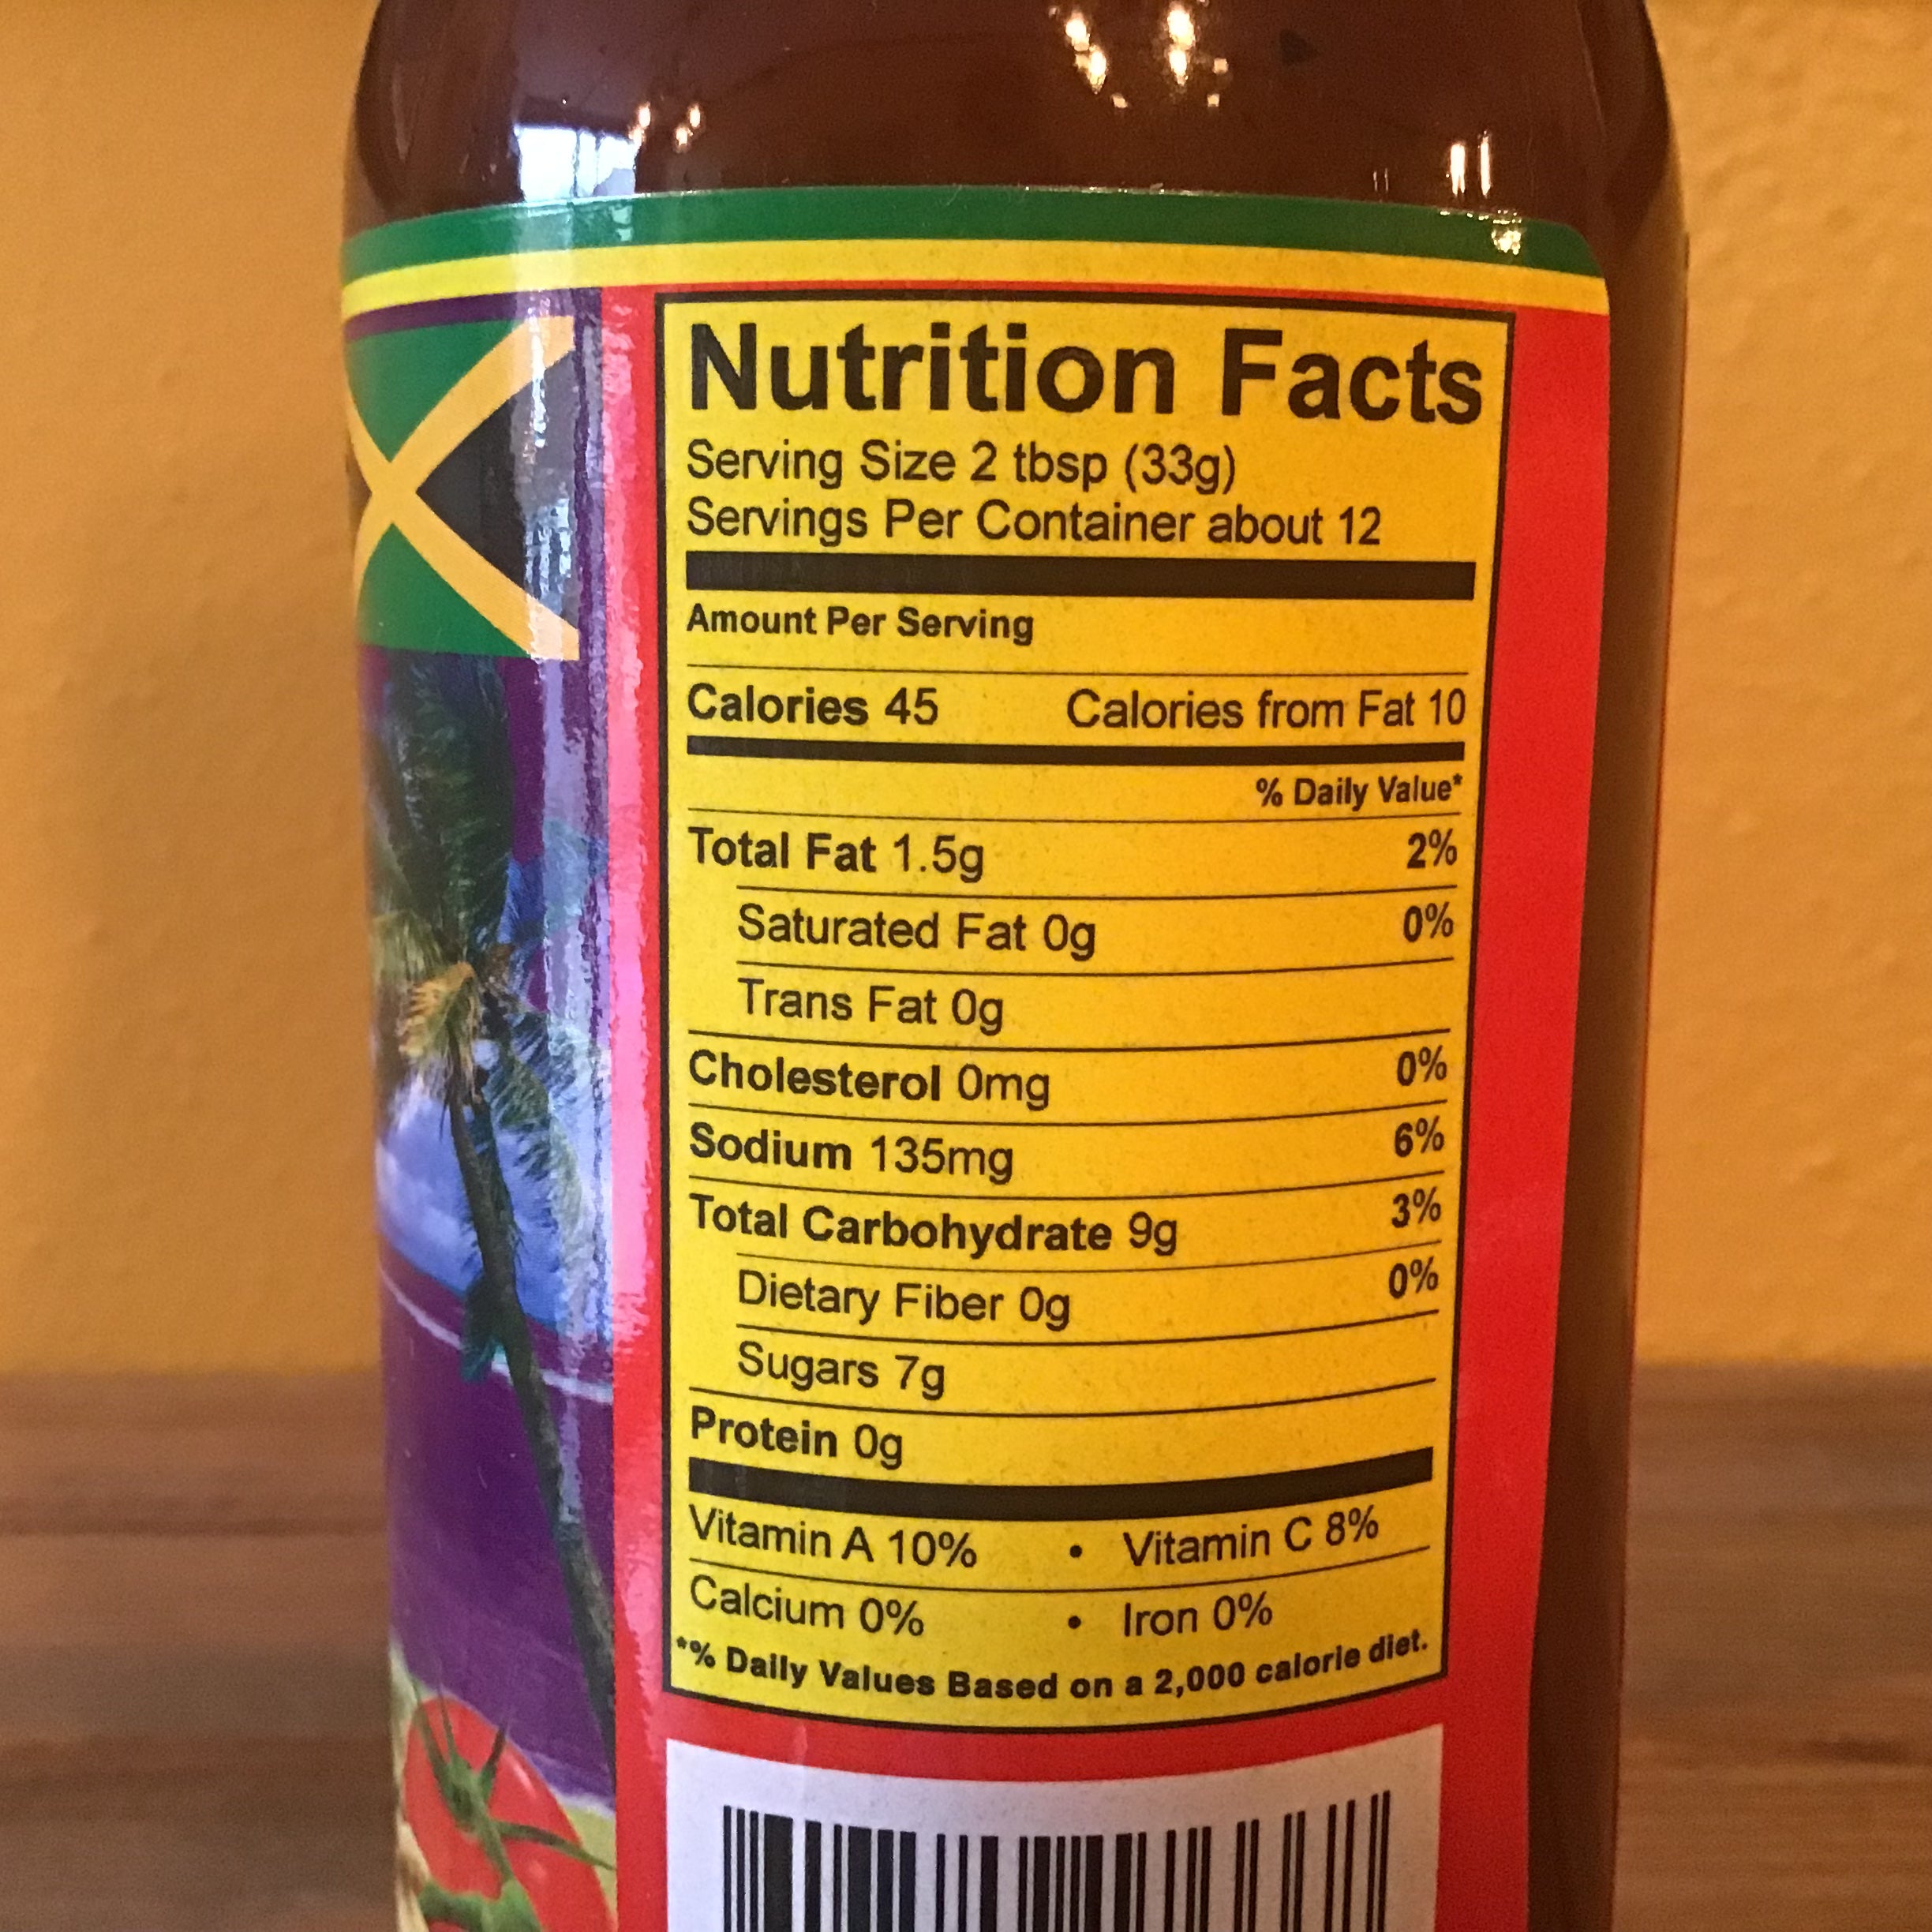 Nutrition Facts
Serving Size 2 tbsp (33g)
Servings Per Container about 12
Amount Per Serving
Calories 45 Calories from Fat 10
% Daily Value*
Total Fat 1.5g 2%
Saturated Fat 0g 0%
Trans Fat 0g
Cholesterol 0mg 0%
Sodium 135mg 6%
Total Carbohydrate 9g 3%
Dietary Fiber 0g 0%
Sugars 7g
Protein 0g
Vitamin A 10% • Vitamin C 8%
Calcium 0% • Iron 0%
*% Daily Values Based on a 2,000 calorie diet.